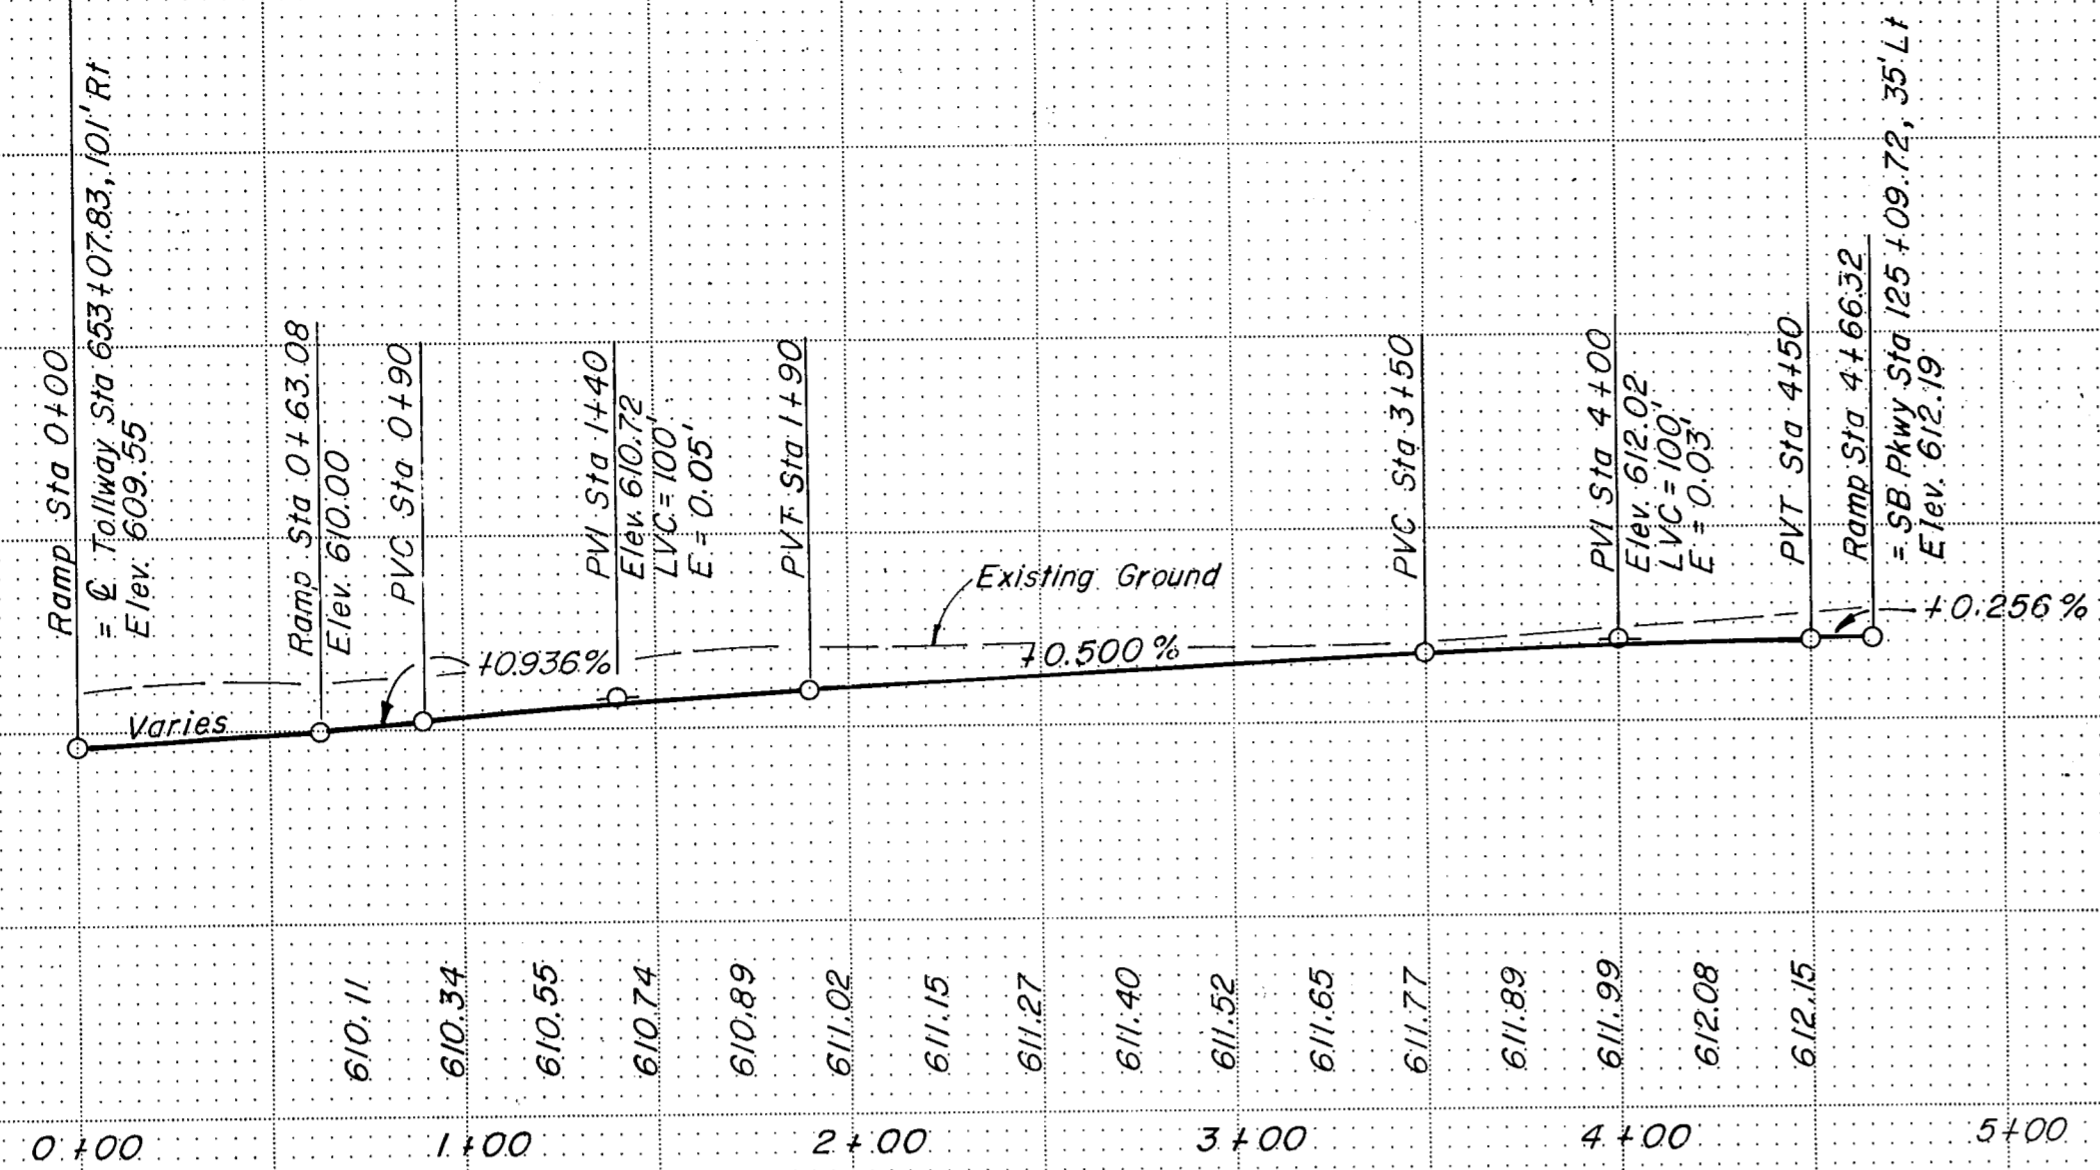 Ramp Sta 0+00
= ℄ Tollway Sta 653+07.83, 101' Rt
Elev. 609.55
Ramp Sta 0+63.08
Elev. 610.00
PVC Sta 0+90
PVI Sta 1+40
Elev. 610.72
LVC = 100'
E = 0.05'
PVT Sta 1+90
PVC Sta 3+50
PVI Sta 4+00
Elev. 612.02
LVC = 100'
E = 0.03'
PVT Sta 4+50
Ramp Sta 4+66.32
= SB Pkwy Sta 125+09.72, 35' Lt
Elev. 612.19
Existing Ground
Varies
+0.936%
+0.500%
+0.256%
610.11
610.34
610.55
610.74
610.89
611.02
611.15
611.27
611.40
611.52
611.65
611.77
611.89
611.99
612.08
612.15
0+00
1+00
2+00
3+00
4+00
5+00